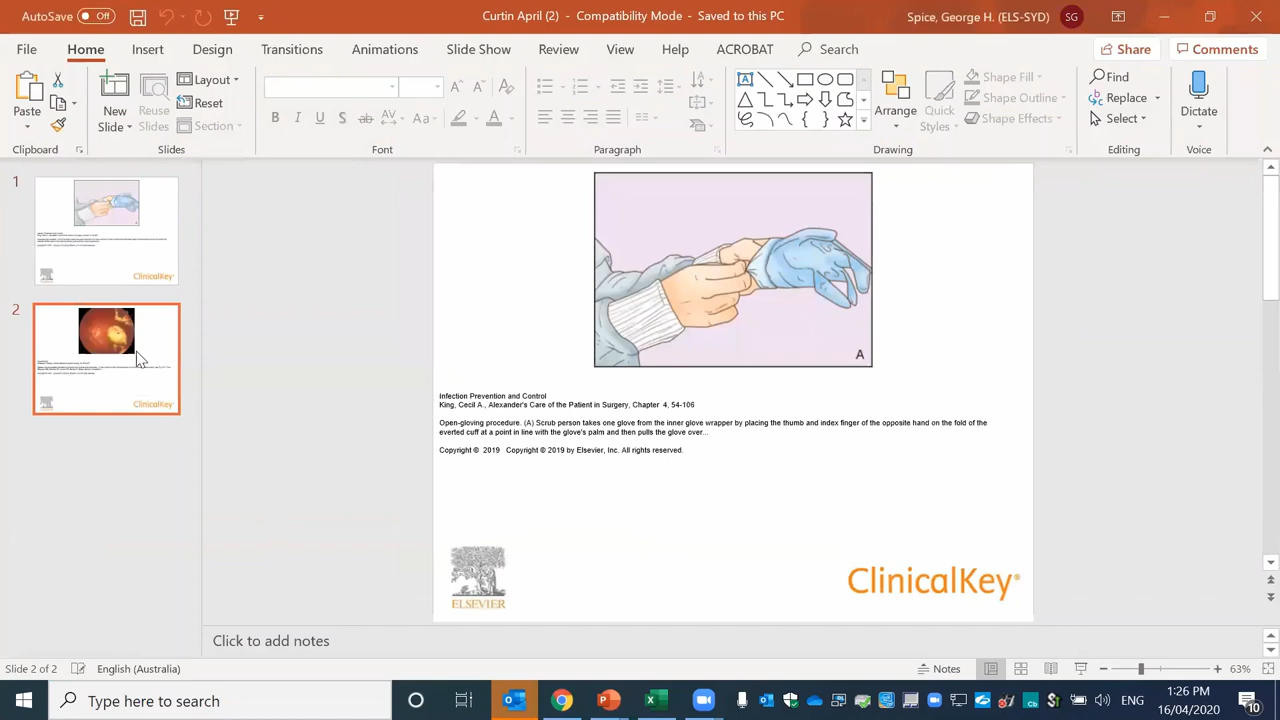 AutoSave Off Curtin April (2) - Compatibility Mode - Saved to this PC Spice, George H. (ELS-SYD) SG
File Home Insert Design Transitions Animations Slide Show Review View Help ACROBAT Search Share Comments
Paste New Slide Reuse Slides Layout Reset Section
Shape Fill Shape Outline Shape Effects
Arrange Quick Styles
Find Replace Select Dictate
Clipboard Slides Font Paragraph Drawing Editing Voice
1
ClinicalKey
2
ClinicalKey
A
Infection Prevention and Control
King, Cecil A., Alexander's Care of the Patient in Surgery, Chapter 4, 54-106
Open-gloving procedure. (A) Scrub person takes one glove from the inner glove wrapper by placing the thumb and index finger of the opposite hand on the fold of the
everted cuff at a point in line with the glove's palm and then pulls the glove over...
Copyright © 2019 Copyright © 2019 by Elsevier, Inc. All rights reserved.
ELSEVIER
ClinicalKey®
Click to add notes
Slide 2 of 2 English (Australia) Notes 63%
Type here to search
ENG
1:26 PM
16/04/2020
10